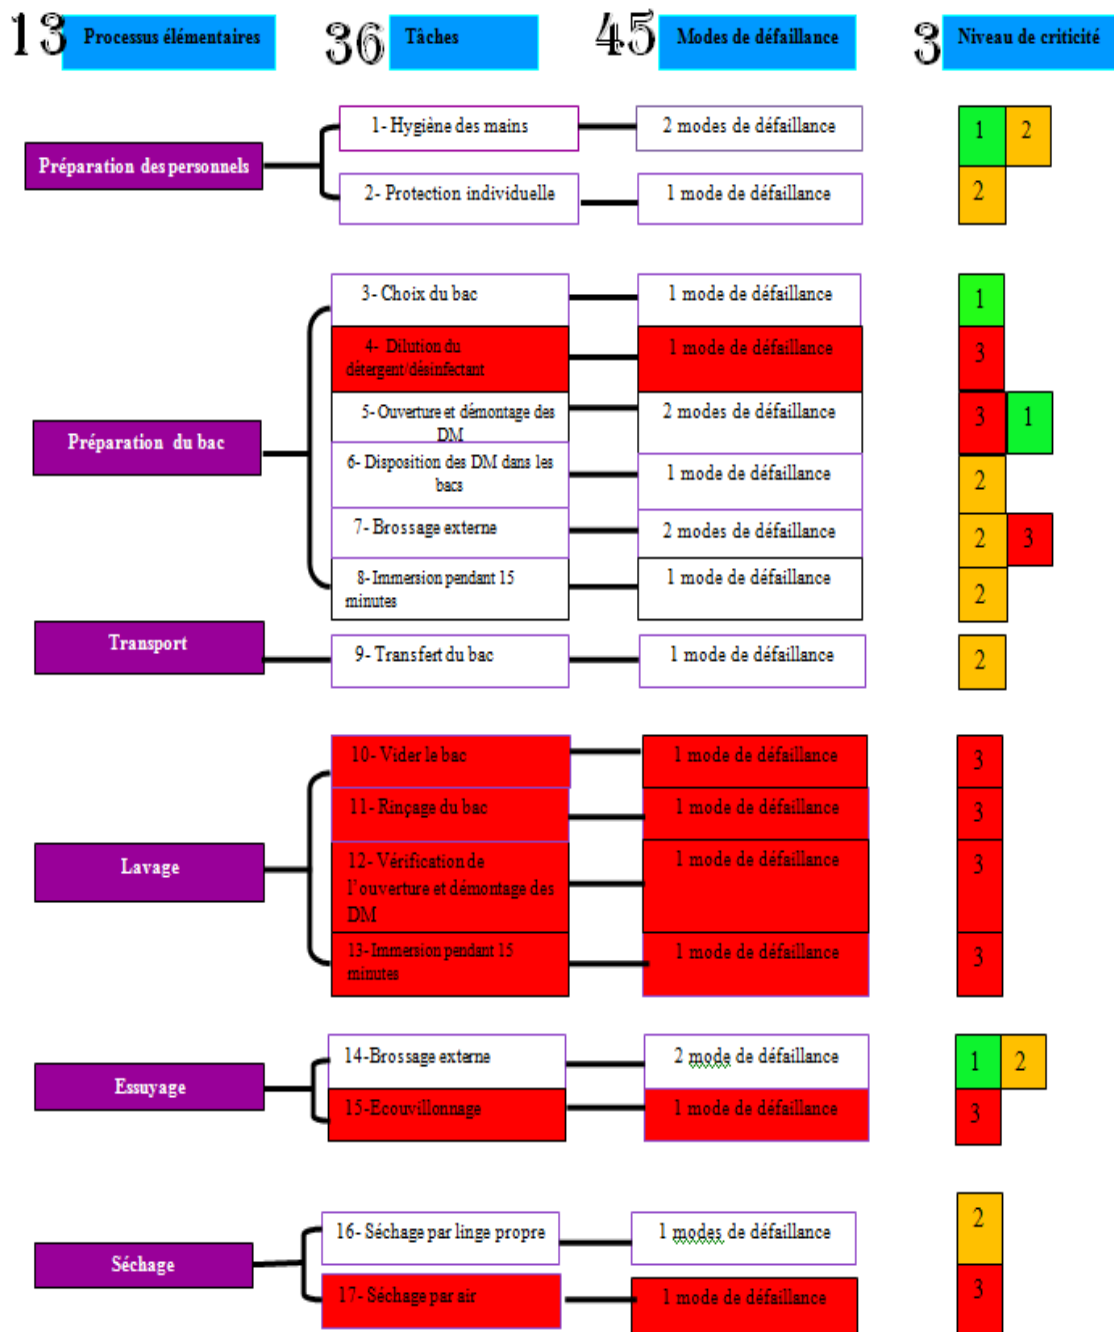 13 Processus élémentaires 36 Tâches 45 Modes de défaillance 3 Niveau de criticité
Préparation des personnels
1- Hygiène des mains
2 modes de défaillance
1 2
2- Protection individuelle
1 mode de défaillance
2
Préparation du bac
3- Choix du bac
1 mode de défaillance
1
4- Dilution du
détergent/désinfectant
1 mode de défaillance
3
5- Ouverture et démontage des
DM
2 modes de défaillance
3 1
6- Disposition des DM dans les
bacs
1 mode de défaillance
2
7- Brossage externe
2 modes de défaillance
2 3
8- Immersion pendant 15
minutes
1 mode de défaillance
2
Transport
9- Transfert du bac
1 mode de défaillance
2
Lavage
10- Vider le bac
1 mode de défaillance
3
11- Rinçage du bac
1 mode de défaillance
3
12- Vérification de
l'ouverture et démontage des
DM
1 mode de défaillance
3
13- Immersion pendant 15
minutes
1 mode de défaillance
3
Essuyage
14-Brossage externe
2 mode de défaillance
1 2
15-Ecouvillonnage
1 mode de défaillance
3
Séchage
16- Séchage par linge propre
1 modes de défaillance
2
17- Séchage par air
1 mode de défaillance
3